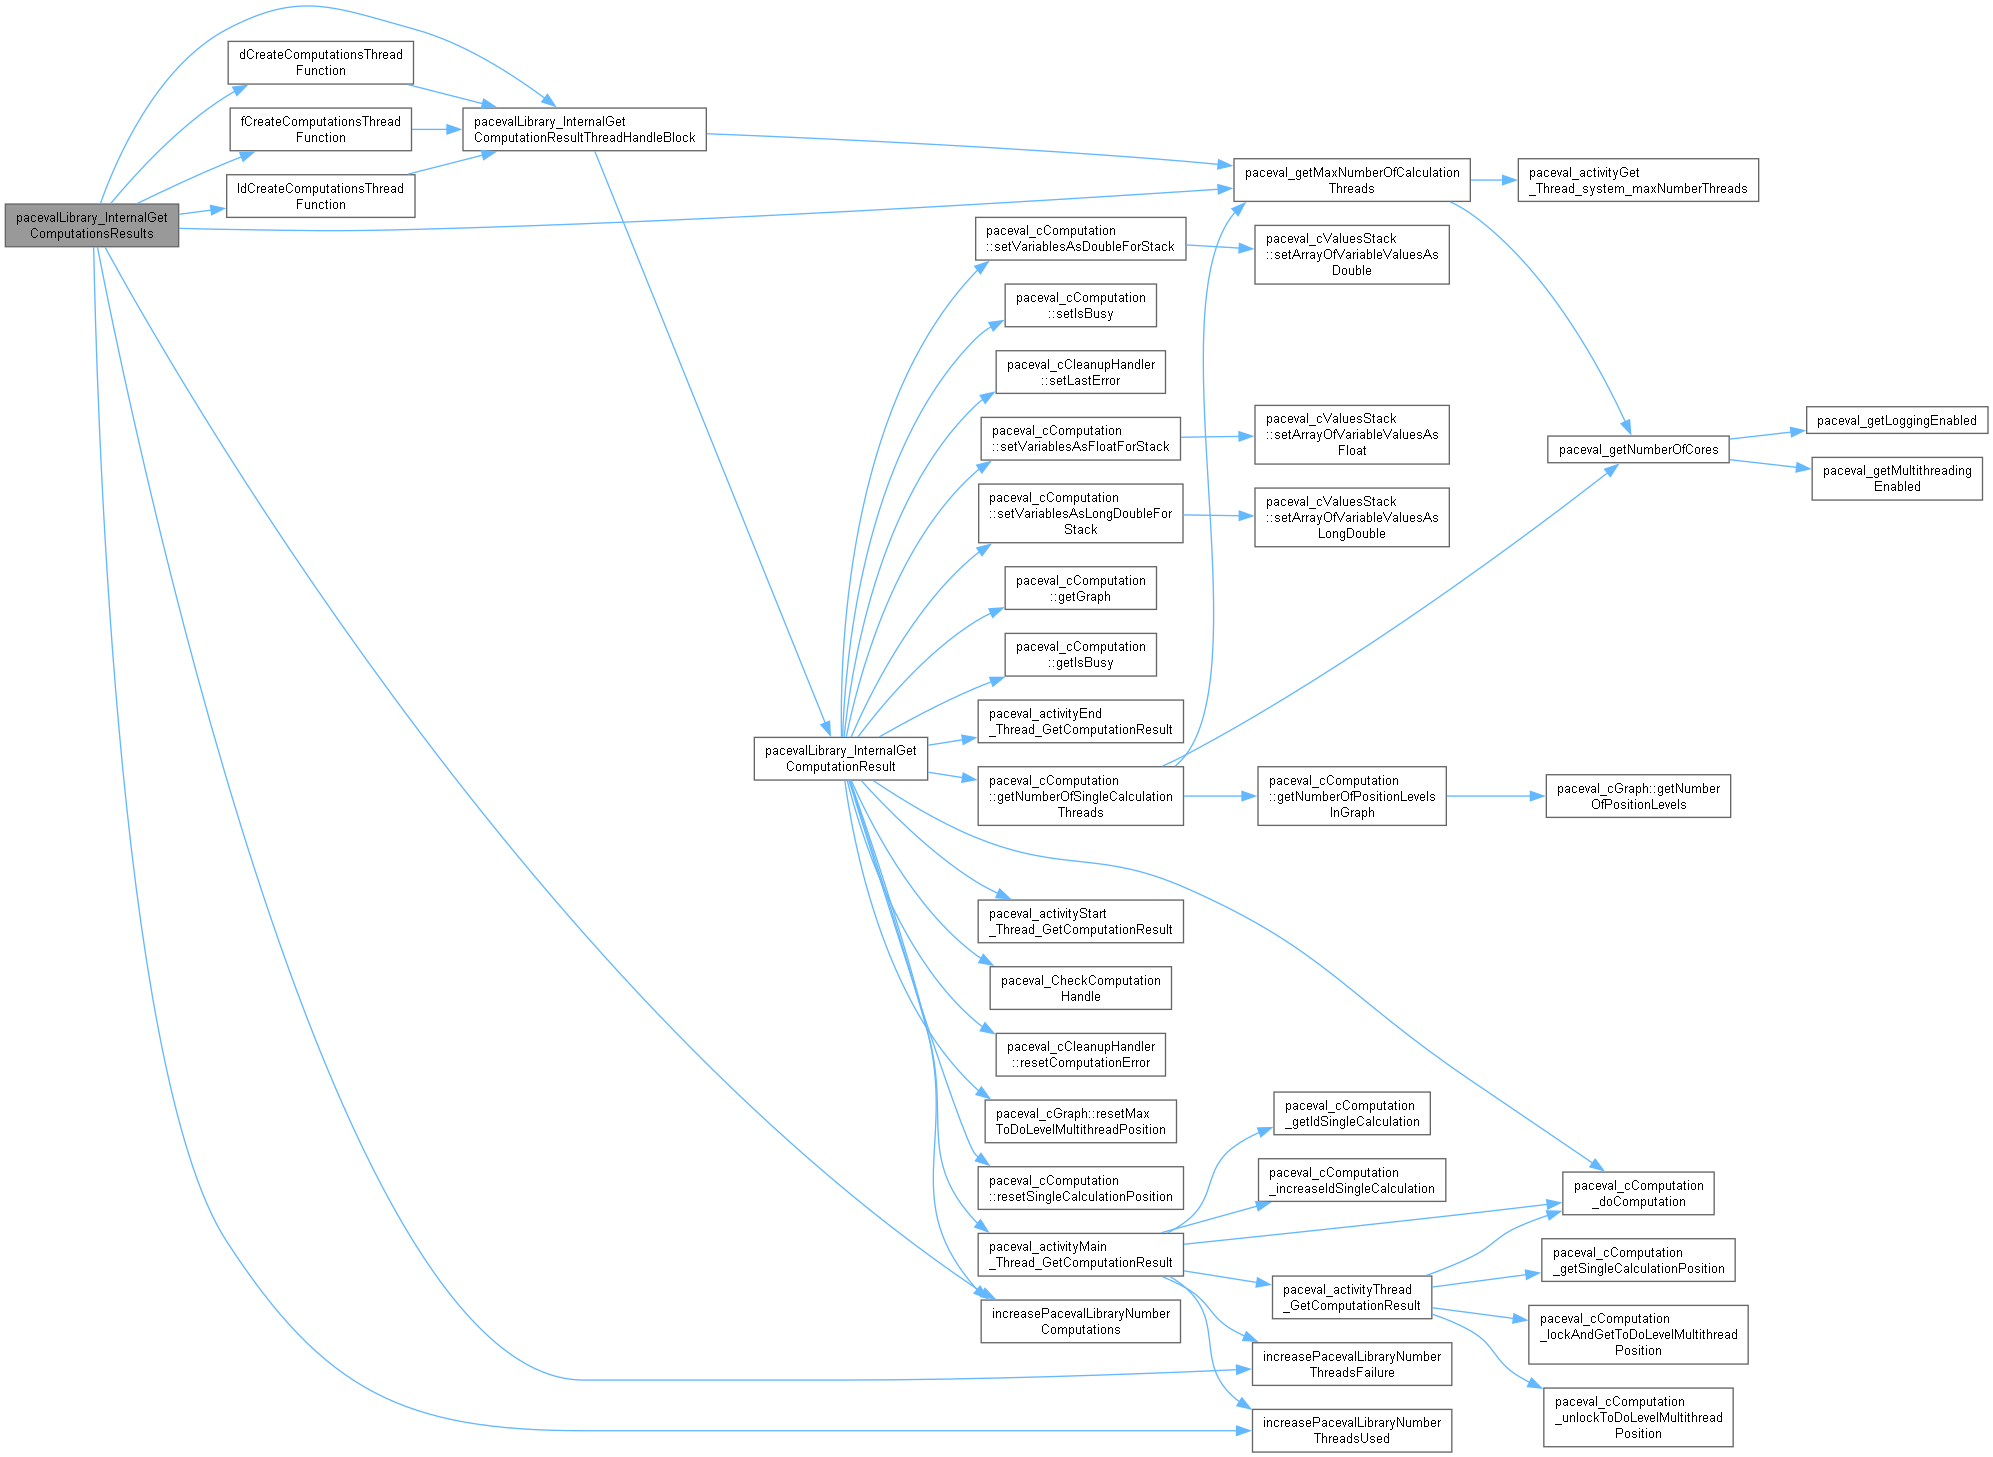 pacevalLibrary_InternalGet
ComputationsResults
dCreateComputationsThread
Function
fCreateComputationsThread
Function
ldCreateComputationsThread
Function
pacevalLibrary_InternalGet
ComputationResultThreadHandleBlock
pacevalLibrary_InternalGet
ComputationResult
paceval_cComputation
::setVariablesAsDoubleForStack
paceval_cComputation
::setIsBusy
paceval_cCleanupHandler
::setLastError
paceval_cComputation
::setVariablesAsFloatForStack
paceval_cComputation
::setVariablesAsLongDoubleFor
Stack
paceval_cComputation
::getGraph
paceval_cComputation
::getIsBusy
paceval_activityEnd
_Thread_GetComputationResult
paceval_cComputation
::getNumberOfSingleCalculation
Threads
paceval_activityStart
_Thread_GetComputationResult
paceval_CheckComputation
Handle
paceval_cCleanupHandler
::resetComputationError
paceval_cGraph::resetMax
ToDoLevelMultithreadPosition
paceval_cComputation
::resetSingleCalculationPosition
paceval_activityMain
_Thread_GetComputationResult
increasePacevalLibraryNumber
Computations
paceval_getMaxNumberOfCalculation
Threads
paceval_cValuesStack
::setArrayOfVariableValuesAs
Double
paceval_cValuesStack
::setArrayOfVariableValuesAs
Float
paceval_cValuesStack
::setArrayOfVariableValuesAs
LongDouble
paceval_cComputation
::getNumberOfPositionLevels
InGraph
paceval_cComputation
_getIdSingleCalculation
paceval_cComputation
_increaseIdSingleCalculation
paceval_activityThread
_GetComputationResult
increasePacevalLibraryNumber
ThreadsFailure
increasePacevalLibraryNumber
ThreadsUsed
paceval_activityGet
_Thread_system_maxNumberThreads
paceval_getNumberOfCores
paceval_cGraph::getNumber
OfPositionLevels
paceval_cComputation
_doComputation
paceval_cComputation
_getSingleCalculationPosition
paceval_cComputation
_lockAndGetToDoLevelMultithread
Position
paceval_cComputation
_unlockToDoLevelMultithread
Position
paceval_getLoggingEnabled
paceval_getMultithreading
Enabled